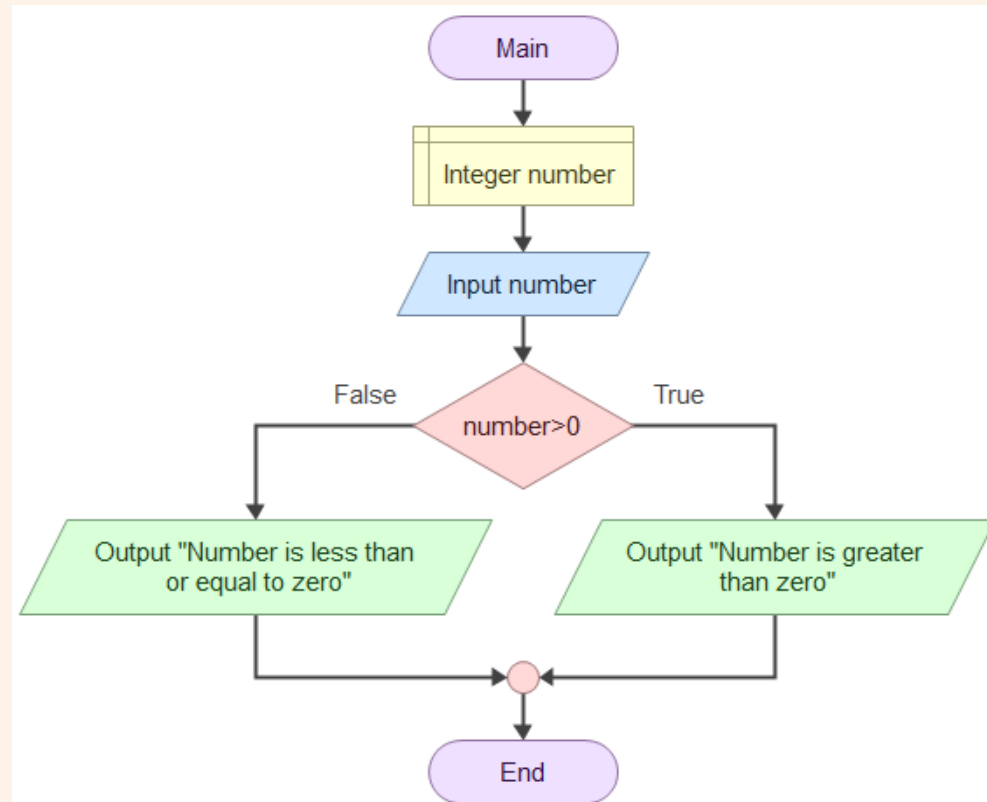 Main
Integer number
Input number
False
True
number>0
Output "Number is less than
or equal to zero"
Output "Number is greater
than zero"
End